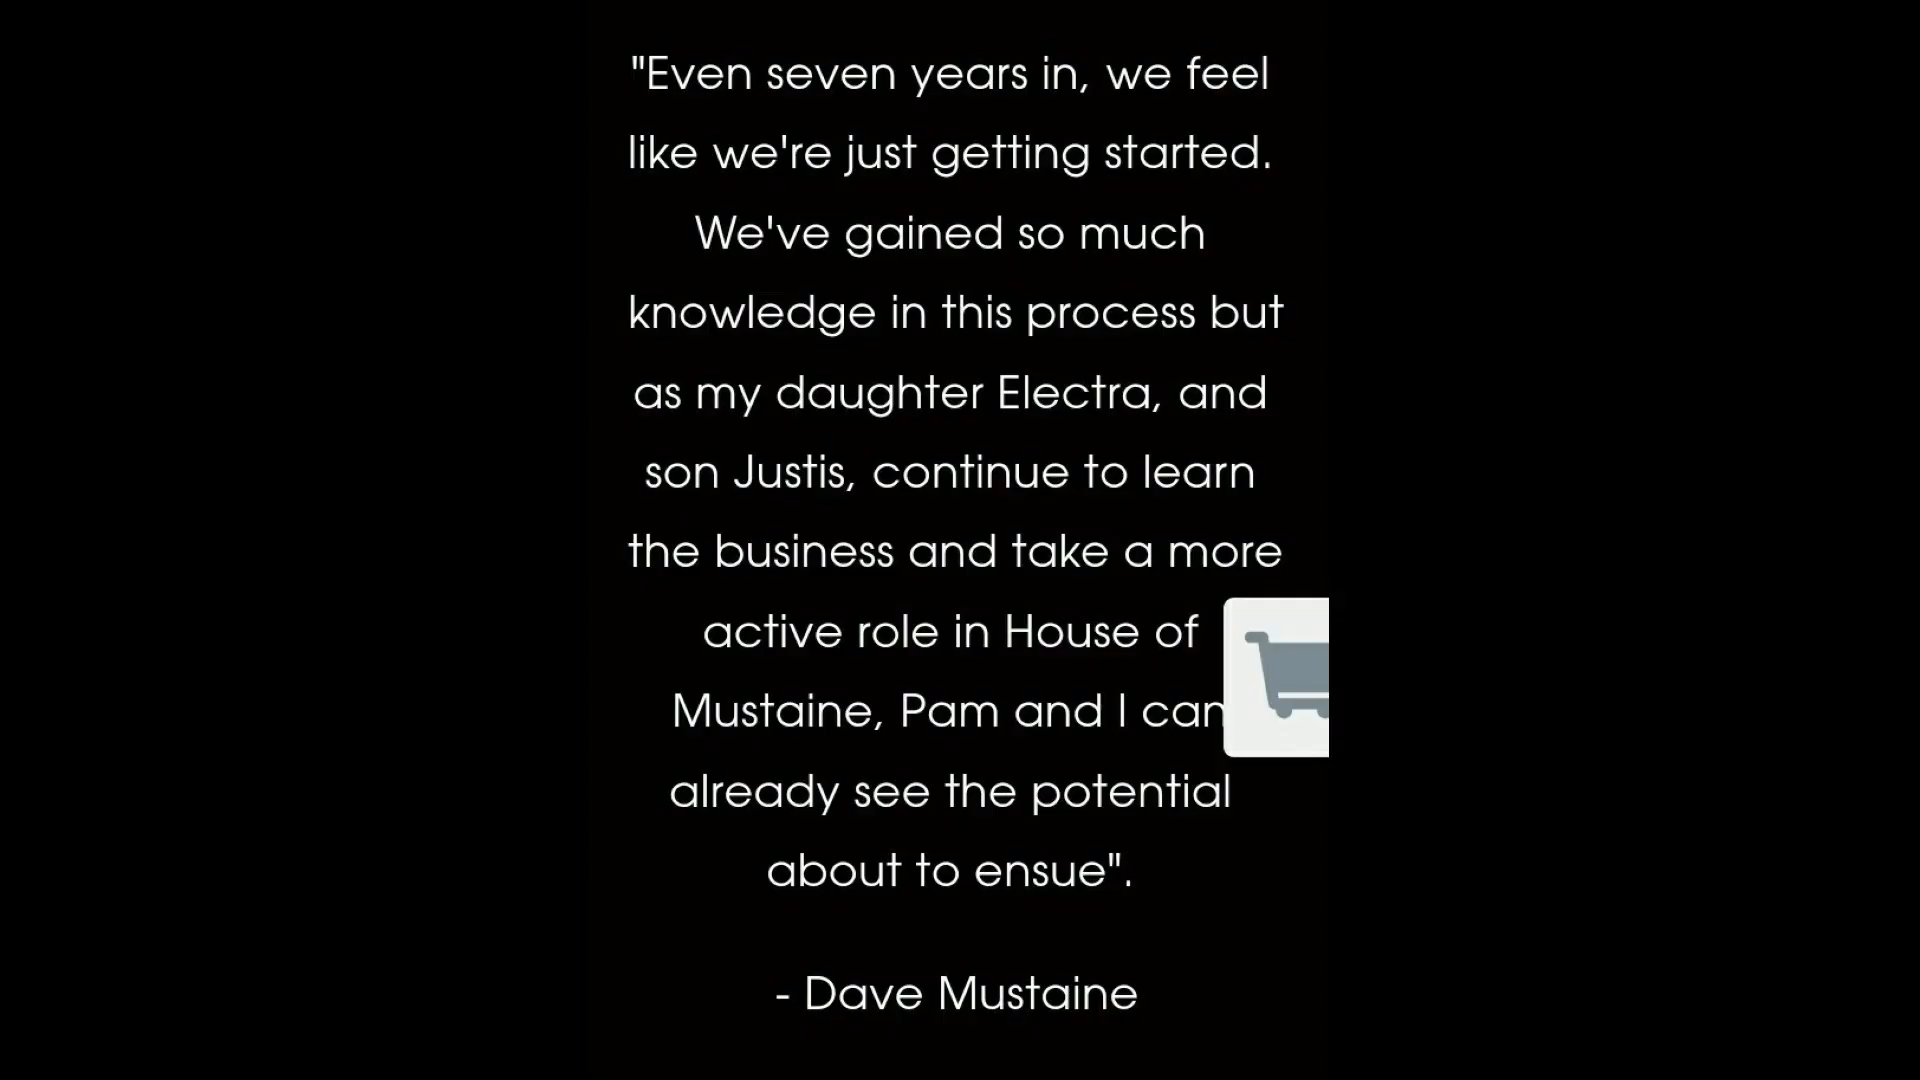 "Even seven years in, we feel
like we're just getting started.
We've gained so much
knowledge in this process but
as my daughter Electra, and
son Justis, continue to learn
the business and take a more
active role in House of
Mustaine, Pam and I can
already see the potential
about to ensue".
- Dave Mustaine